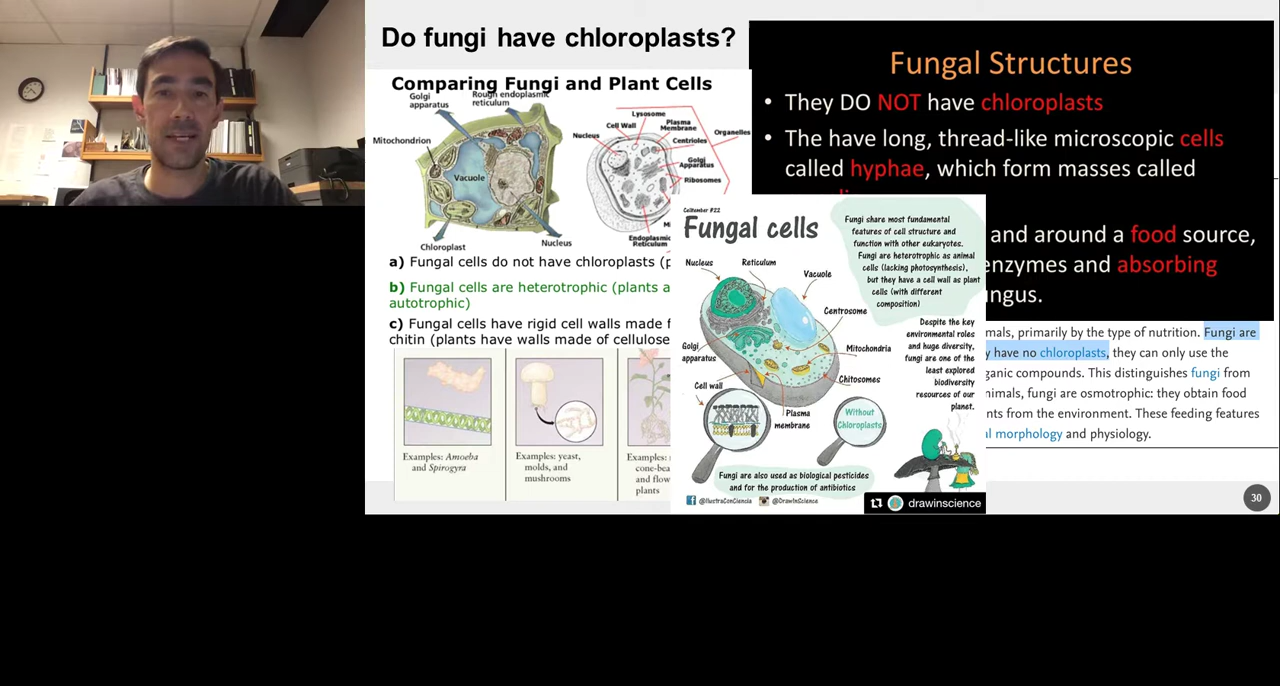 Do fungi have chloroplasts?
Comparing Fungi and Plant Cells
Golgi
apparatus
Rough endoplasmic
reticulum
Mitochondrion
Vacuole
Chloroplast
Nucleus
Lysosome
Cell Wall
Plasma
Membrane
Nucleus
Centrioles
Organelles
Golgi
Apparatus
Ribosomes
Endoplasmic
Reticulum
a) Fungal cells do not have chloroplasts (p
b) Fungal cells are heterotrophic (plants a
autotrophic)
c) Fungal cells have rigid cell walls made f
chitin (plants have walls made of cellulose
Examples: Amoeba
and Spirogyra
Examples: yeast,
molds, and
mushrooms
Examples:
cone-bea
and flow
plants
Fungal Structures
• They DO NOT have chloroplasts
• The have long, thread-like microscopic cells
called hyphae, which form masses called
and around a food source,
enzymes and absorbing
ngus.
Cellember #22
Fungal cells
Fungi share most fundamental
features of cell structure and
function with other eukaryotes.
Fungi are heterotrophic as animal
cells (lacking photosynthesis),
but they have a cell wall as plant
cells (with different
composition)
Nucleus
Reticulum
Vacuole
Centrosome
Golgi
apparatus
Mitochondria
Chitosomes
Cell wall
Plasma
membrane
Without
Chloroplasts
Despite the key
environmental roles
and huge diversity,
fungi are one of the
least explored
biodiversity
resources of our
planet.
Fungi are also used as biological pesticides
and for the production of antibiotics
@IlustraConCiencia @DrawInScience
drawinscience
mals, primarily by the type of nutrition. Fungi are
y have no chloroplasts, they can only use the
ganic compounds. This distinguishes fungi from
nimals, fungi are osmotrophic: they obtain food
nts from the environment. These feeding features
l morphology and physiology.
30